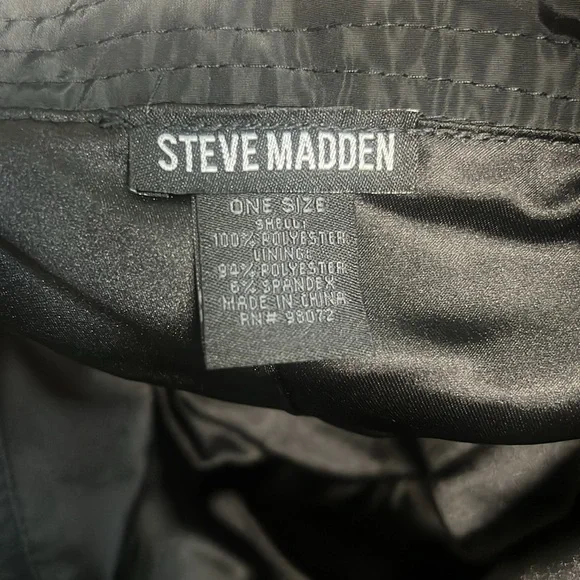 STEVE MADDEN
ONE SIZE
SHELL:
100% POLYESTER
LINING:
94% POLYESTER
6% SPANDEX
MADE IN CHINA
RN# 98072